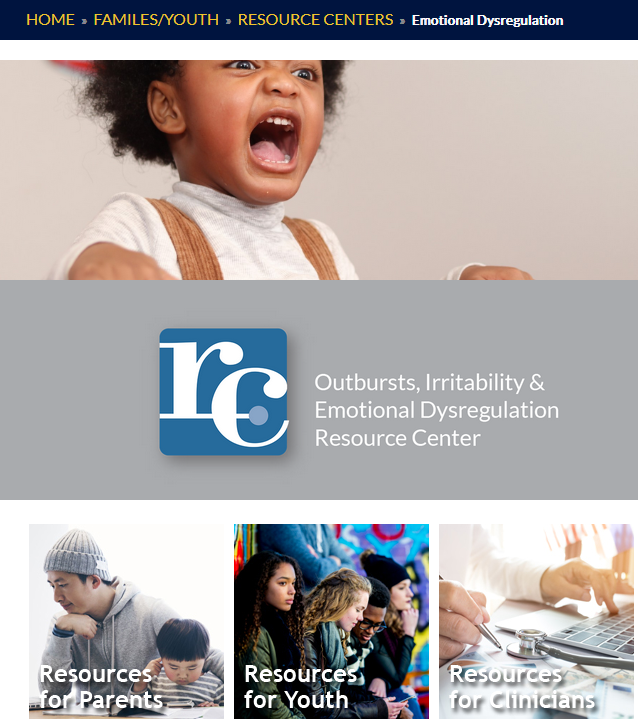 HOME » FAMILES/YOUTH » RESOURCE CENTERS » Emotional Dysregulation
rc
Outbursts, Irritability &
Emotional Dysregulation
Resource Center
Resources
for Parents
Resources
for Youth
Resources
for Clinicians